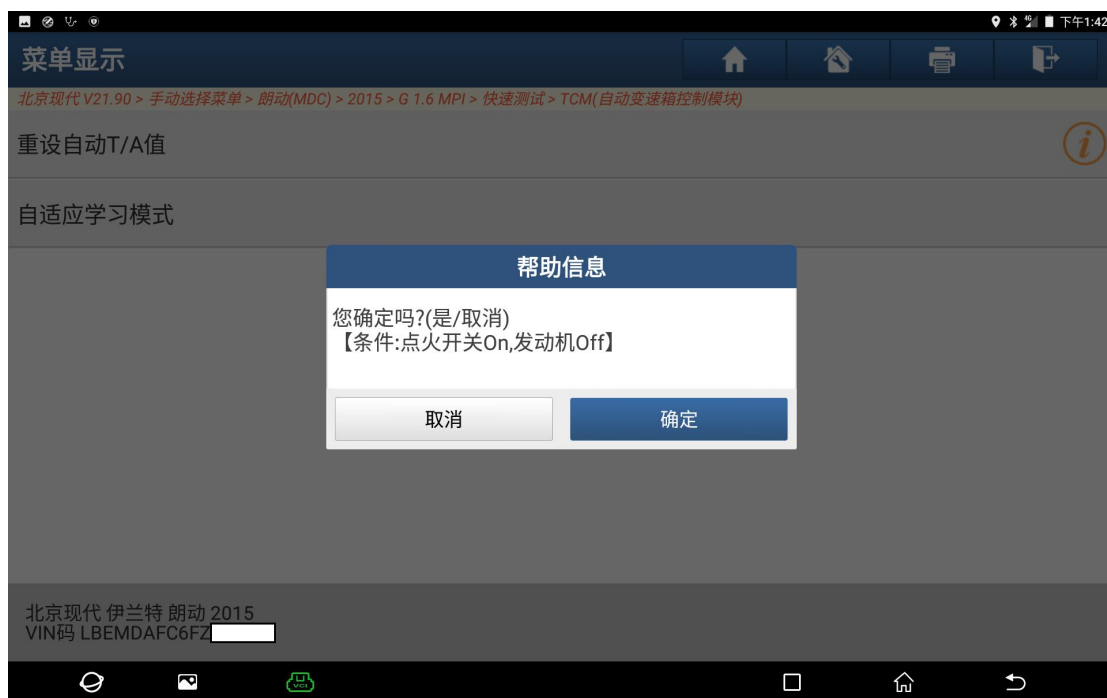 下午1:42
菜单显示
北京现代 V21.90 > 手动选择菜单 > 朗动(MDC) > 2015 > G 1.6 MPI > 快速测试 > TCM(自动变速箱控制模块)
重设自动T/A值
自适应学习模式
帮助信息
您确定吗?(是/取消)
【条件:点火开关On,发动机Off】
取消
确定
北京现代 伊兰特 朗动 2015
VIN码 LBEMDAFC6FZ